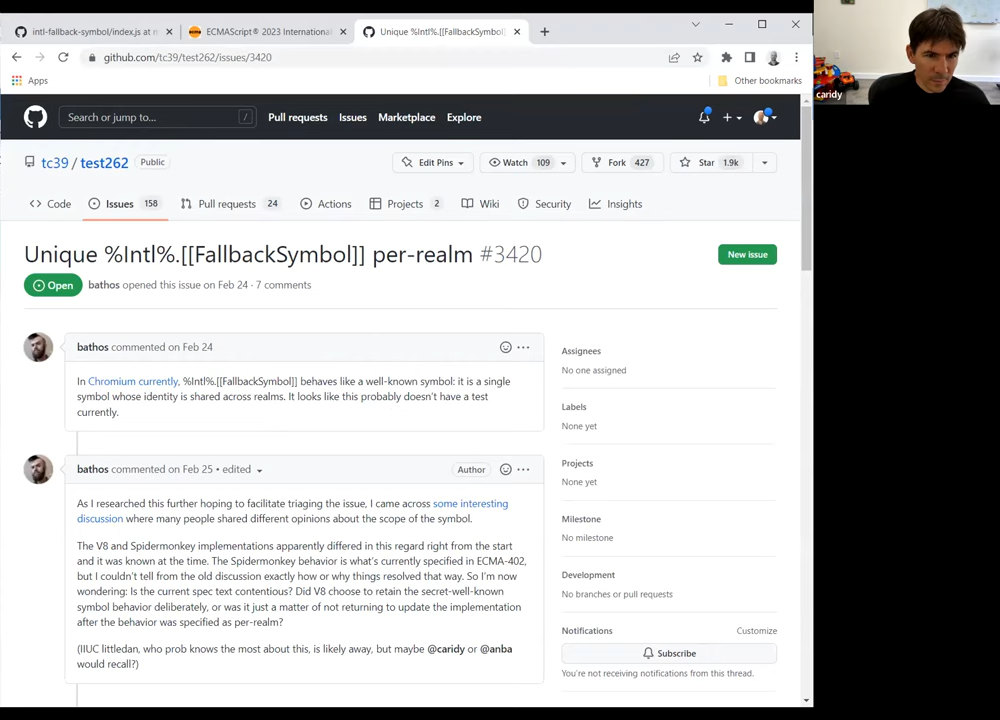 intl-fallback-symbol/index.js at m
ECMAScript® 2023 International
Unique %Intl%.[[FallbackSymbol]
github.com/tc39/test262/issues/3420
Apps
Other bookmarks
caridy
Search or jump to...
/
Pull requests
Issues
Marketplace
Explore
tc39 / test262
Public
Edit Pins
Watch 109
Fork 427
Star 1.9k
Code
Issues 158
Pull requests 24
Actions
Projects 2
Wiki
Security
Insights
Unique %Intl%.[[FallbackSymbol]] per-realm #3420
New issue
Open
bathos opened this issue on Feb 24 · 7 comments
bathos commented on Feb 24
In Chromium currently, %Intl%.[[FallbackSymbol]] behaves like a well-known symbol: it is a single
symbol whose identity is shared across realms. It looks like this probably doesn't have a test
currently.
bathos commented on Feb 25 • edited
Author
As I researched this further hoping to facilitate triaging the issue, I came across some interesting
discussion where many people shared different opinions about the scope of the symbol.
The V8 and Spidermonkey implementations apparently differed in this regard right from the start
and it was known at the time. The Spidermonkey behavior is what's currently specified in ECMA-402,
but I couldn't tell from the old discussion exactly how or why things resolved that way. So I'm now
wondering: Is the current spec text contentious? Did V8 choose to retain the secret-well-known
symbol behavior deliberately, or was it just a matter of not returning to update the implementation
after the behavior was specified as per-realm?
(IIUC littledan, who prob knows the most about this, is likely away, but maybe @caridy or @anba
would recall?)
Assignees
No one assigned
Labels
None yet
Projects
None yet
Milestone
No milestone
Development
No branches or pull requests
Notifications
Customize
Subscribe
You're not receiving notifications from this thread.